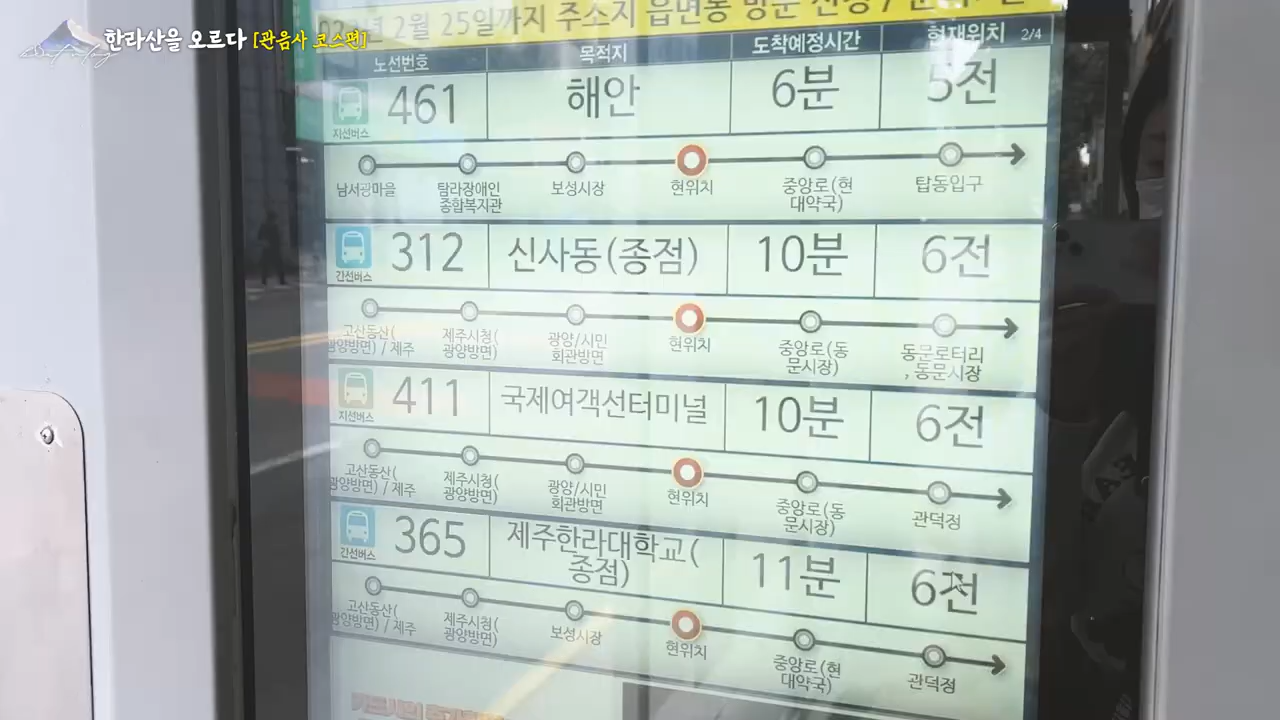 한라산을 오르다 [관음사 코스편]
2월 25일까지 주소지 읍면동 방문 신청
노선번호 목적지 도착예정시간 현재위치 2/4
지선버스 461 해안 6분 5전
남서광마을 탐라장애인 보성시장 현위치 중앙로(현 탑동입구
종합복지관 대약국)
간선버스 312 신사동(종점) 10분 6전
고산동산( 제주시청( 광양/시민 현위치 중앙로(동 동문로터리
광양방면) / 제주 광양방면) 회관방면 문시장) , 동문시장
지선버스 411 국제여객선터미널 10분 6전
고산동산( 제주시청( 광양/시민 현위치 중앙로(동 관덕정
광양방면) / 제주 광양방면) 회관방면 문시장)
간선버스 365 제주한라대학교( 11분 6전
종점)
고산동산( 제주시청( 보성시장 현위치 중앙로(현 관덕정
광양방면) / 제주 광양방면) 대약국)